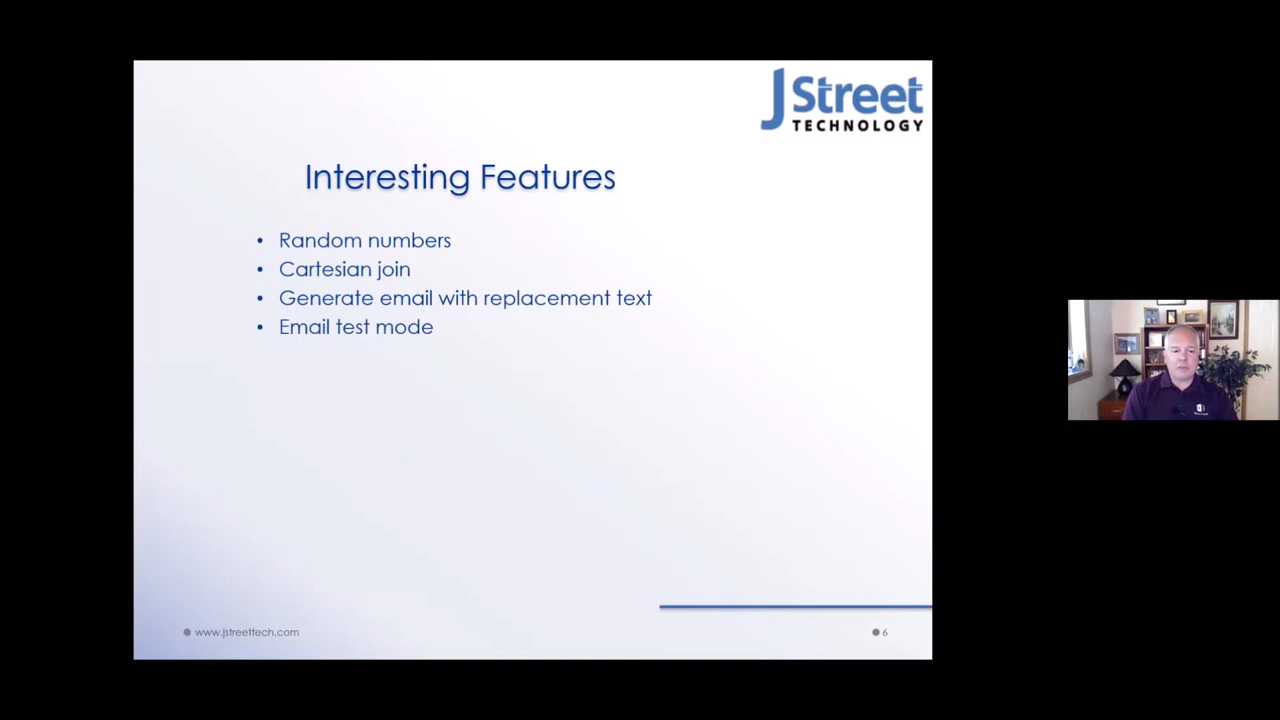 J Street
TECHNOLOGY
Interesting Features
• Random numbers
• Cartesian join
• Generate email with replacement text
• Email test mode
www.jstreettech.com
6